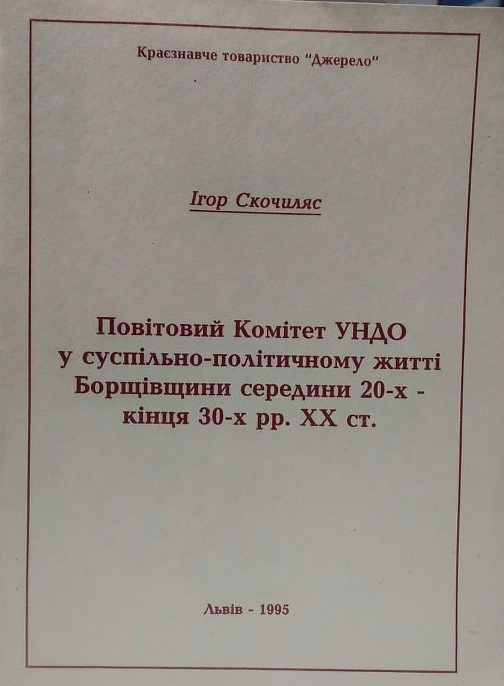 Краєзнавче товариство "Джерело"
Ігор Скочиляс
Повітовий Комітет УНДО
у суспільно-політичному житті
Борщівщини середини 20-х -
кінця 30-х рр. ХХ ст.
Львів - 1995